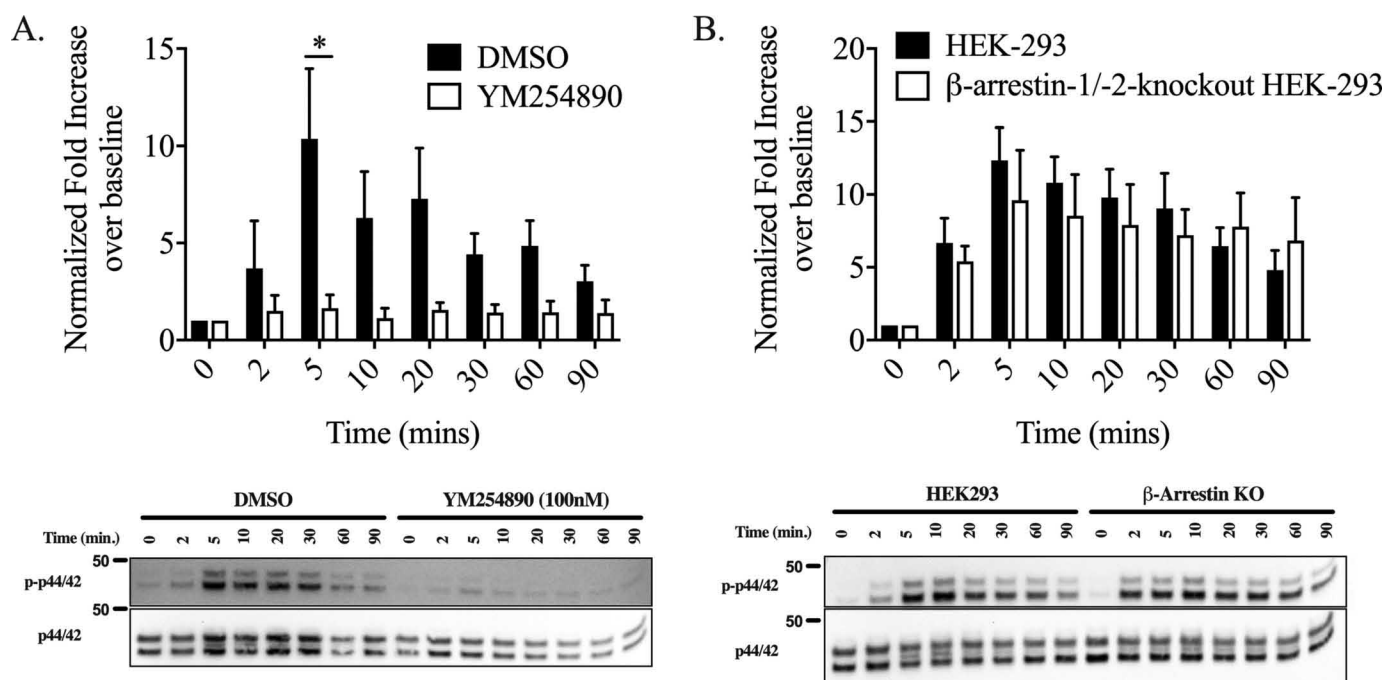 A.
Normalized Fold Increase
over baseline
15
10
5
0
*
DMSO
YM254890
0 2 5 10 20 30 60 90
Time (mins)
DMSO YM254890 (100nM)
Time (min.) 0 2 5 10 20 30 60 90 0 2 5 10 20 30 60 90
50
p-p44/42
50
p44/42
B.
Normalized Fold Increase
over baseline
20
15
10
5
0
HEK-293
β-arrestin-1/-2-knockout HEK-293
0 2 5 10 20 30 60 90
Time (mins)
HEK293 β-Arrestin KO
Time (min.) 0 2 5 10 20 30 60 90 0 2 5 10 20 30 60 90
50
p-p44/42
50
p44/42